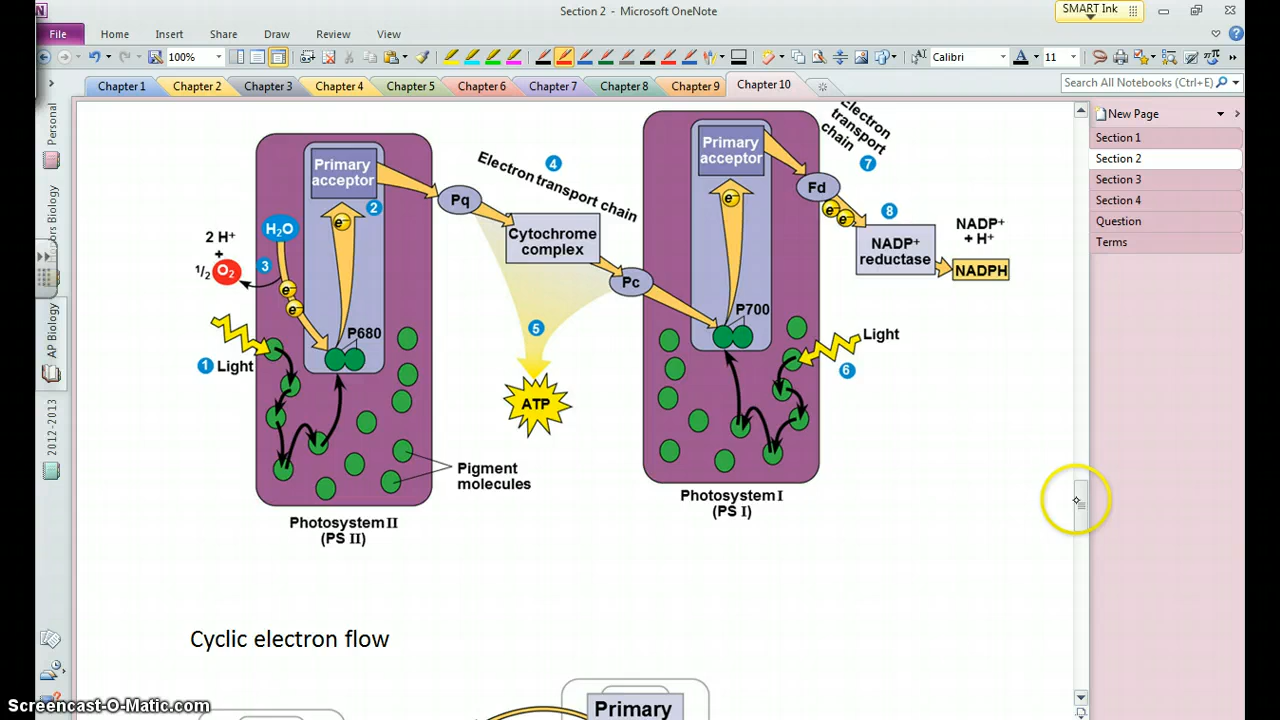 Section 2 - Microsoft OneNote
SMART Ink
File Home Insert Share Draw Review View
100%
Calibri
11
Chapter 1 Chapter 2 Chapter 3 Chapter 4 Chapter 5 Chapter 6 Chapter 7 Chapter 8 Chapter 9 Chapter 10
Search All Notebooks (Ctrl+E)
Personal
AP Biology
2012-2013
New Page
Section 1
Section 2
Section 3
Section 4
Question
Terms
Primary
acceptor
2
H₂O
2 H⁺
+
1/2 O₂
3
e⁻
e⁻
e⁻
P680
1 Light
Pigment
molecules
Photosystem II
(PS II)
4
Electron transport chain
Pq
Cytochrome
complex
Pc
5
ATP
Primary
acceptor
e⁻
P700
Light
6
Photosystem I
(PS I)
Electron
transport
chain
7
Fd
e⁻
e⁻
8
NADP⁺
reductase
NADP⁺
+ H⁺
NADPH
Cyclic electron flow
Primary
Screencast-O-Matic.com